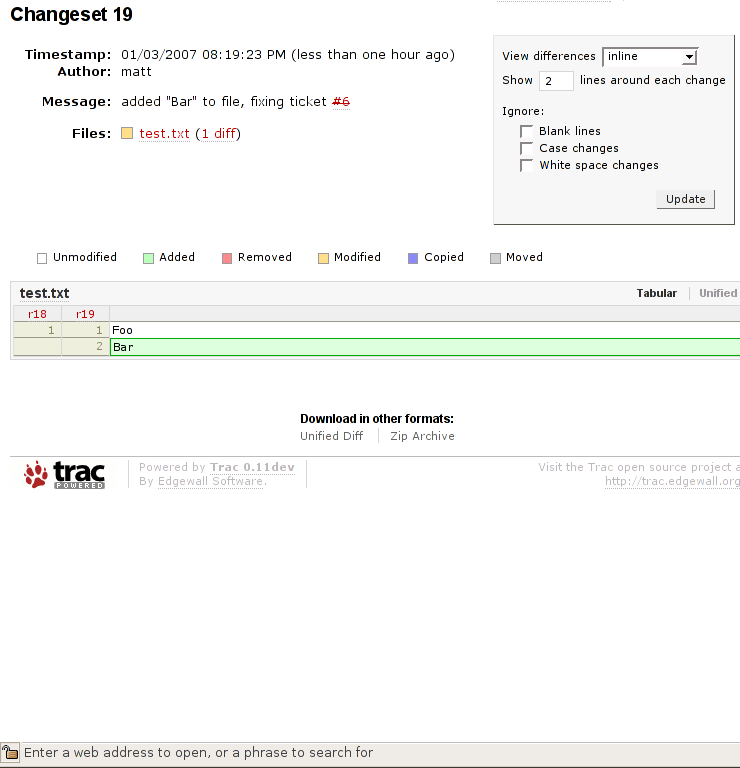 Changeset 19
Timestamp: 01/03/2007 08:19:23 PM (less than one hour ago)
Author: matt
Message: added "Bar" to file, fixing ticket #6
Files: test.txt (1 diff)
View differences inline
Show 2 lines around each change
Ignore:
Blank lines
Case changes
White space changes
Update
Unmodified Added Removed Modified Copied Moved
test.txt Tabular Unified
r18 r19
1 1 Foo
2 Bar
Download in other formats:
Unified Diff Zip Archive
trac POWERED
Powered by Trac 0.11dev
By Edgewall Software.
Visit the Trac open source project a
http://trac.edgewall.org
Enter a web address to open, or a phrase to search for